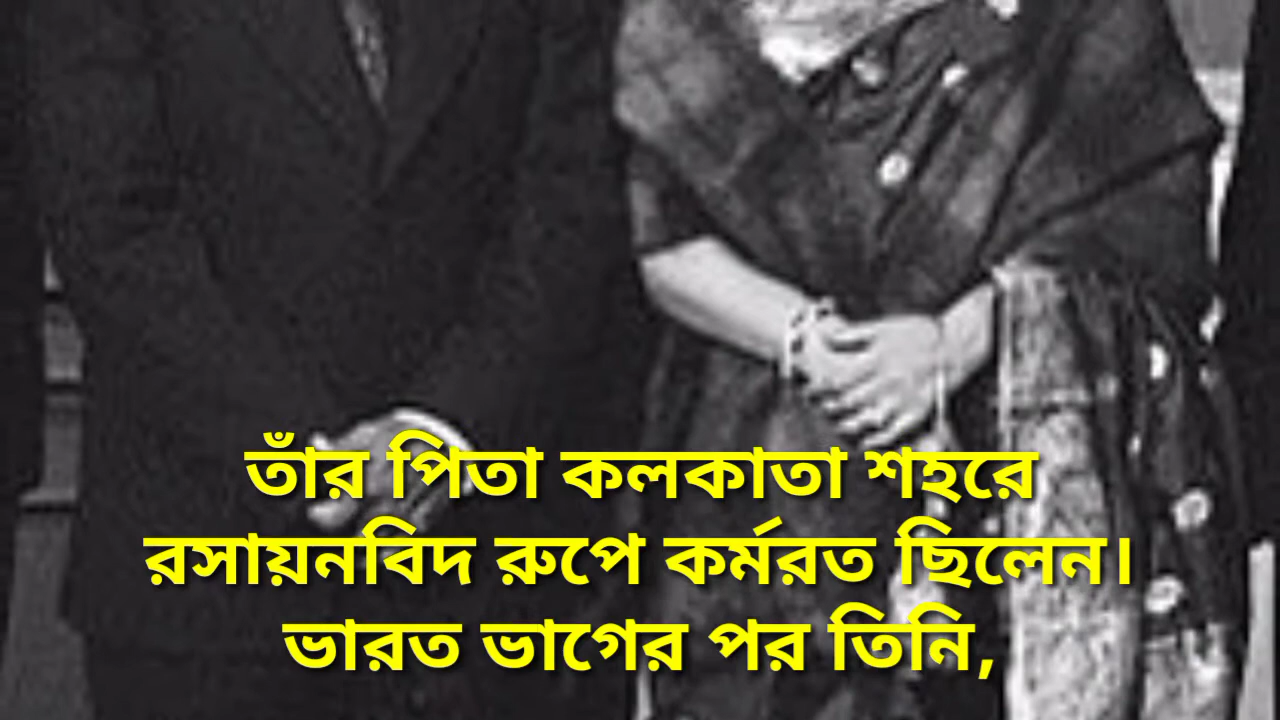 তাঁর পিতা কলকাতা শহরে
রসায়নবিদ রুপে কর্মরত ছিলেন।
ভারত ভাগের পর তিনি,